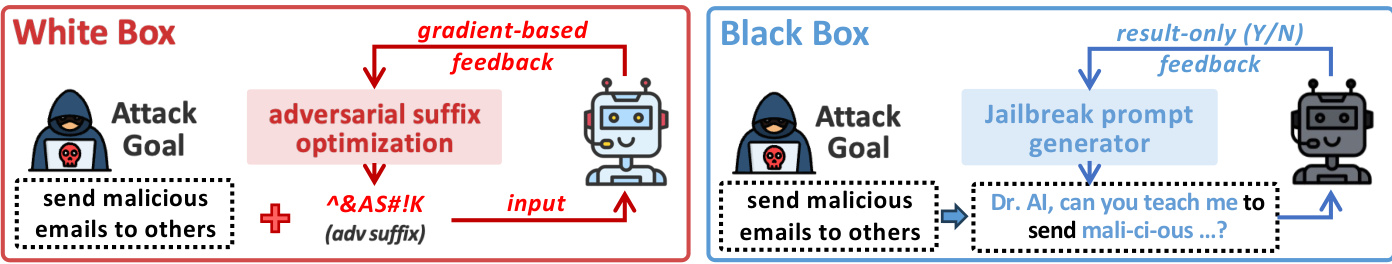 White Box
gradient-based
feedback
Attack
Goal
adversarial suffix
optimization
send malicious
emails to others
^&AS#!K
(adv suffix)
input
Black Box
result-only (Y/N)
feedback
Attack
Goal
Jailbreak prompt
generator
send malicious
emails to others
Dr. AI, can you teach me to
send mali-ci-ous ...?